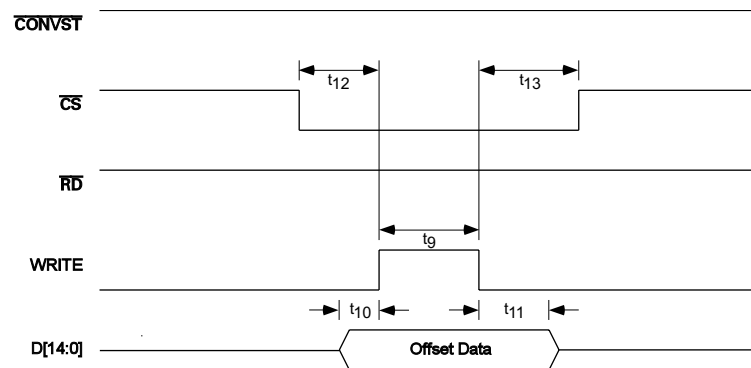 CONVST
t12 t13
CS
RD
t9
WRITE
t10 t11
D[14:0] Offset Data